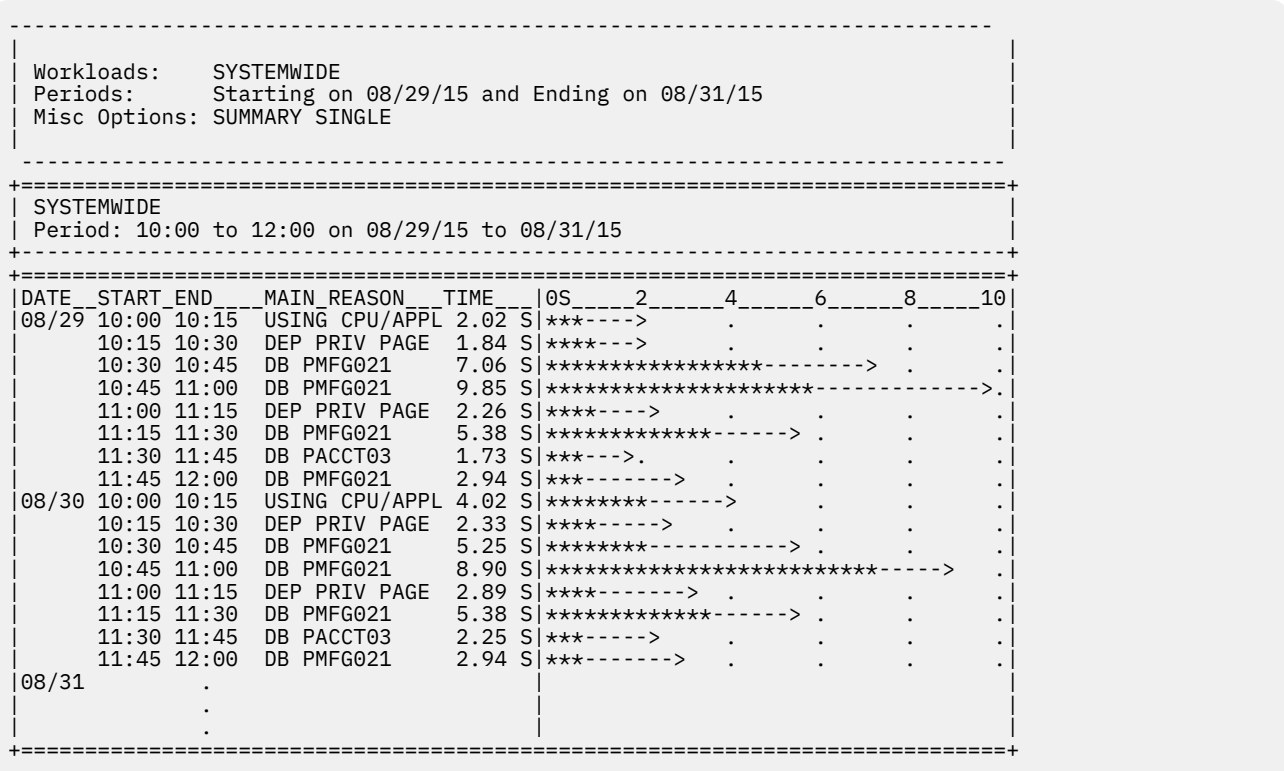 -----------------------------------------------------------------------------
|                                                                              |
| Workloads:    SYSTEMWIDE                                                     |
| Periods:      Starting on 08/29/15 and Ending on 08/31/15                    |
| Misc Options: SUMMARY SINGLE                                                 |
|                                                                              |
 -----------------------------------------------------------------------------
+=============================================================================+
| SYSTEMWIDE                                                                   |
| Period: 10:00 to 12:00 on 08/29/15 to 08/31/15                               |
+-----------------------------------------------------------------------------+
+=============================================================================+
|DATE__START_END____MAIN_REASON___TIME___|0S_____2______4______6______8_____10|
|08/29 10:00 10:15  USING CPU/APPL 2.02 S|***---->      .      .      .      .|
|      10:15 10:30  DEP PRIV PAGE  1.84 S|****--->      .      .      .      .|
|      10:30 10:45  DB PMFG021     7.06 S|*****************-------->  .      .|
|      10:45 11:00  DB PMFG021     9.85 S|*********************------------->.|
|      11:00 11:15  DEP PRIV PAGE  2.26 S|****---->     .      .      .      .|
|      11:15 11:30  DB PMFG021     5.38 S|*************------> .      .      .|
|      11:30 11:45  DB PACCT03     1.73 S|***--->.      .      .      .      .|
|      11:45 12:00  DB PMFG021     2.94 S|***------->   .      .      .      .|
|08/30 10:00 10:15  USING CPU/APPL 4.02 S|********------>      .      .      .|
|      10:15 10:30  DEP PRIV PAGE  2.33 S|****----->    .      .      .      .|
|      10:30 10:45  DB PMFG021     5.25 S|********-----------> .      .      .|
|      10:45 11:00  DB PMFG021     8.90 S|**************************----->   .|
|      11:00 11:15  DEP PRIV PAGE  2.89 S|****------->  .      .      .      .|
|      11:15 11:30  DB PMFG021     5.38 S|*************------> .      .      .|
|      11:30 11:45  DB PACCT03     2.25 S|***----->     .      .      .      .|
|      11:45 12:00  DB PMFG021     2.94 S|***------->   .      .      .      .|
|08/31         .                         |                                    |
|              .                         |                                    |
|              .                         |                                    |
+=============================================================================+